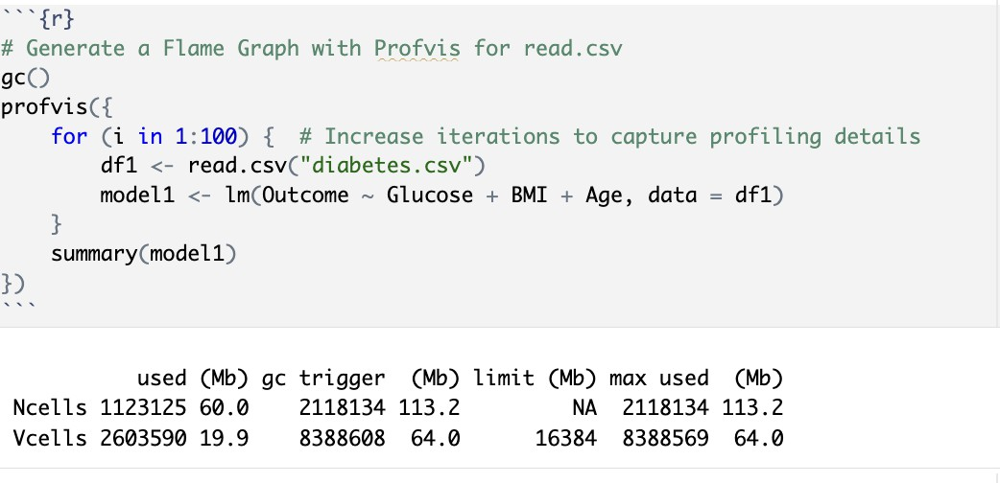 ```{r}
# Generate a Flame Graph with Profvis for read.csv
gc()
profvis({
    for (i in 1:100) {  # Increase iterations to capture profiling details
        df1 <- read.csv("diabetes.csv")
        model1 <- lm(Outcome ~ Glucose + BMI + Age, data = df1)
    }
    summary(model1)
})
```
          used (Mb) gc trigger  (Mb) limit (Mb) max used  (Mb)
Ncells 1123125 60.0    2118134 113.2         NA  2118134 113.2
Vcells 2603590 19.9    8388608  64.0      16384  8388569  64.0